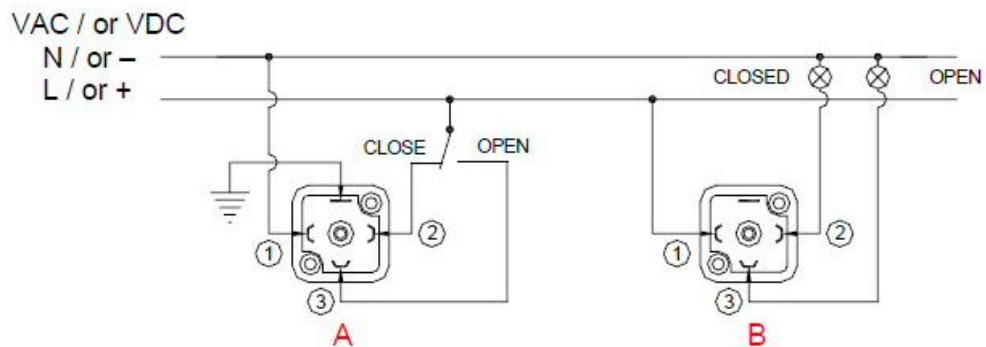 VAC / or VDC
N / or –
L / or +
CLOSED
OPEN
CLOSE
OPEN
1
2
3
A
1
2
3
B